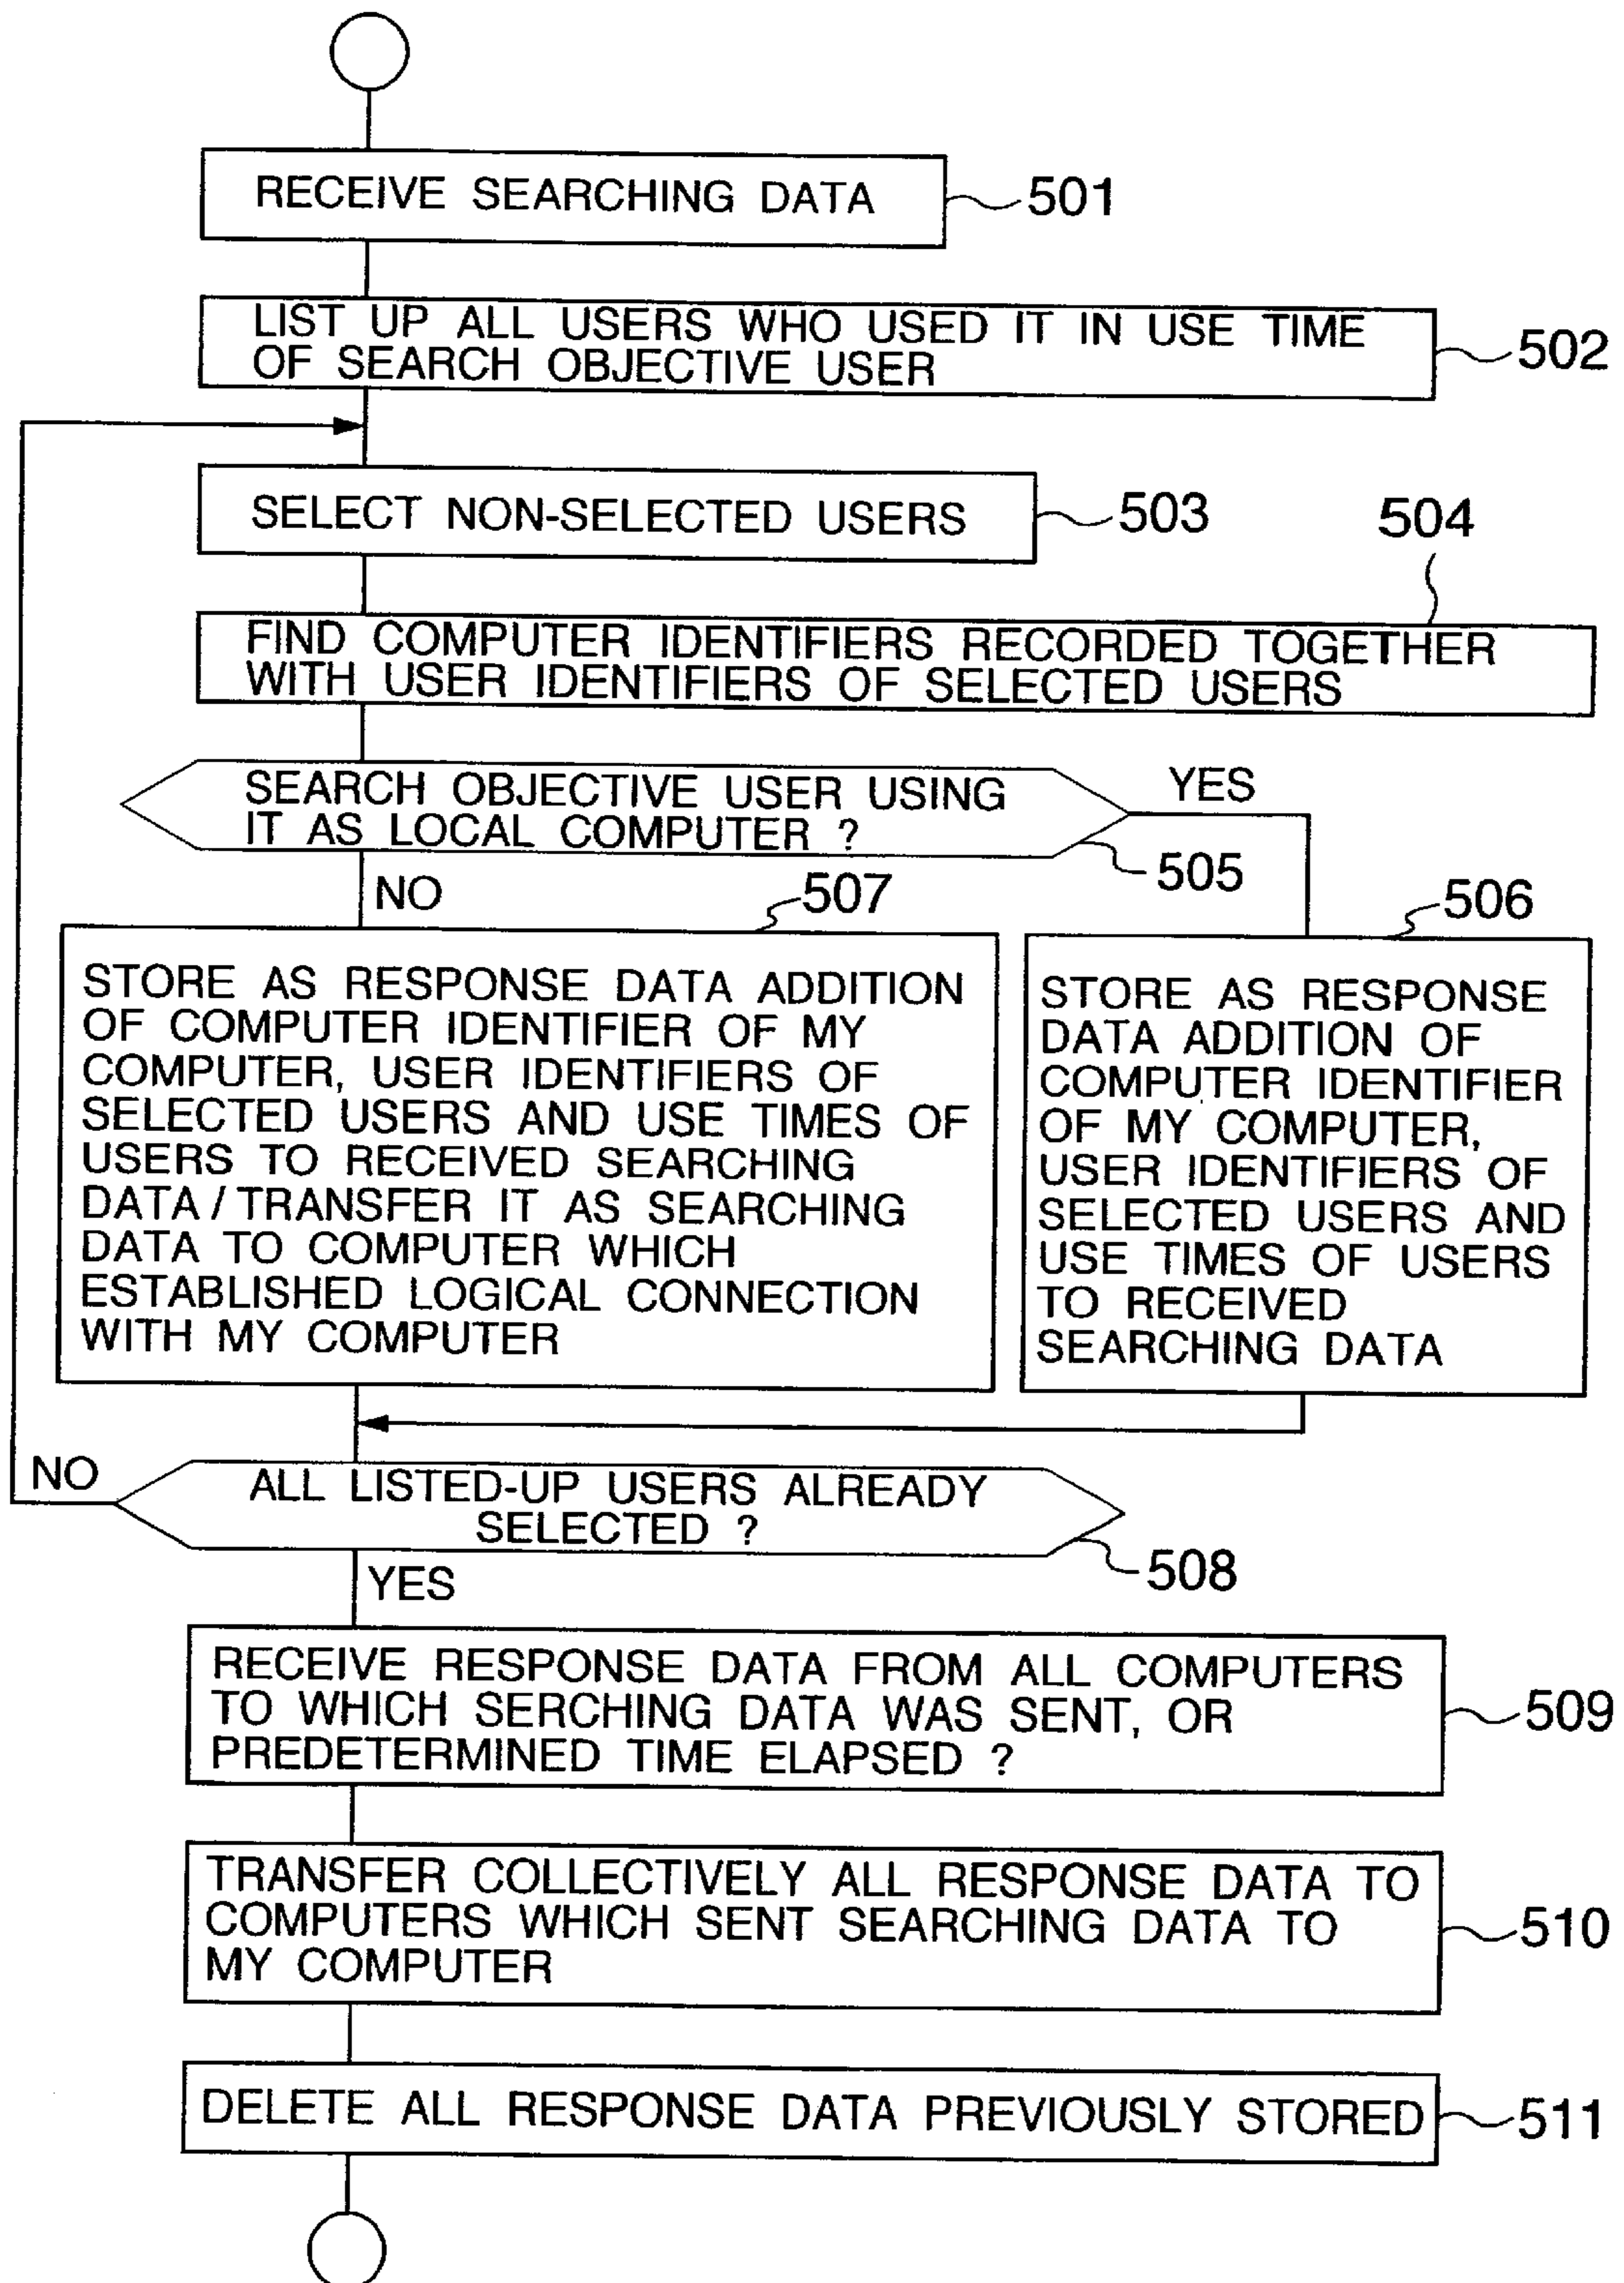 RECEIVE SEARCHING DATA
501
LIST UP ALL USERS WHO USED IT IN USE TIME
OF SEARCH OBJECTIVE USER
502
SELECT NON-SELECTED USERS
503
504
FIND COMPUTER IDENTIFIERS RECORDED TOGETHER
WITH USER IDENTIFIERS OF SELECTED USERS
SEARCH OBJECTIVE USER USING
IT AS LOCAL COMPUTER ?
YES
505
NO
507
506
STORE AS RESPONSE DATA ADDITION
OF COMPUTER IDENTIFIER OF MY
COMPUTER, USER IDENTIFIERS OF
SELECTED USERS AND USE TIMES OF
USERS TO RECEIVED SEARCHING
DATA / TRANSFER IT AS SEARCHING
DATA TO COMPUTER WHICH
ESTABLISHED LOGICAL CONNECTION
WITH MY COMPUTER
STORE AS RESPONSE
DATA ADDITION OF
COMPUTER IDENTIFIER
OF MY COMPUTER,
USER IDENTIFIERS OF
SELECTED USERS AND
USE TIMES OF USERS
TO RECEIVED
SEARCHING DATA
NO
ALL LISTED-UP USERS ALREADY
SELECTED ?
508
YES
RECEIVE RESPONSE DATA FROM ALL COMPUTERS
TO WHICH SERCHING DATA WAS SENT, OR
PREDETERMINED TIME ELAPSED ?
509
TRANSFER COLLECTIVELY ALL RESPONSE DATA TO
COMPUTERS WHICH SENT SEARCHING DATA TO
MY COMPUTER
510
DELETE ALL RESPONSE DATA PREVIOUSLY STORED
511